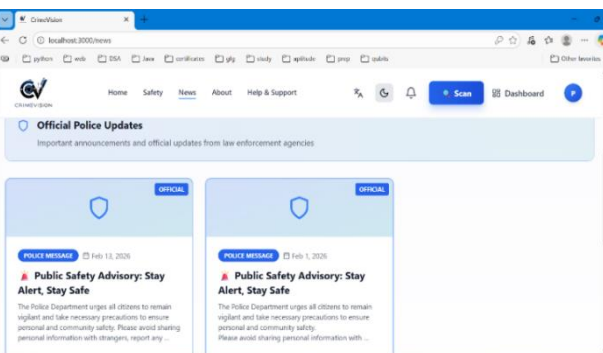 CrimeVision
localhost:3000/news
python web DSA Java certificates gfg study aptitude prep qubits Other favorites
CV
CRIMEVISION
Home Safety News About Help & Support Scan Dashboard P
Official Police Updates
Important announcements and official updates from law enforcement agencies
OFFICIAL OFFICIAL
POLICE MESSAGE Feb 13, 2026
🚨 Public Safety Advisory: Stay
Alert, Stay Safe
The Police Department urges all citizens to remain
vigilant and take necessary precautions to ensure
personal and community safety. Please avoid sharing
personal information with strangers, report any ...
POLICE MESSAGE Feb 1, 2026
🚨 Public Safety Advisory: Stay
Alert, Stay Safe
The Police Department urges all citizens to remain
vigilant and take necessary precautions to ensure
personal and community safety.
Please avoid sharing personal information with ...